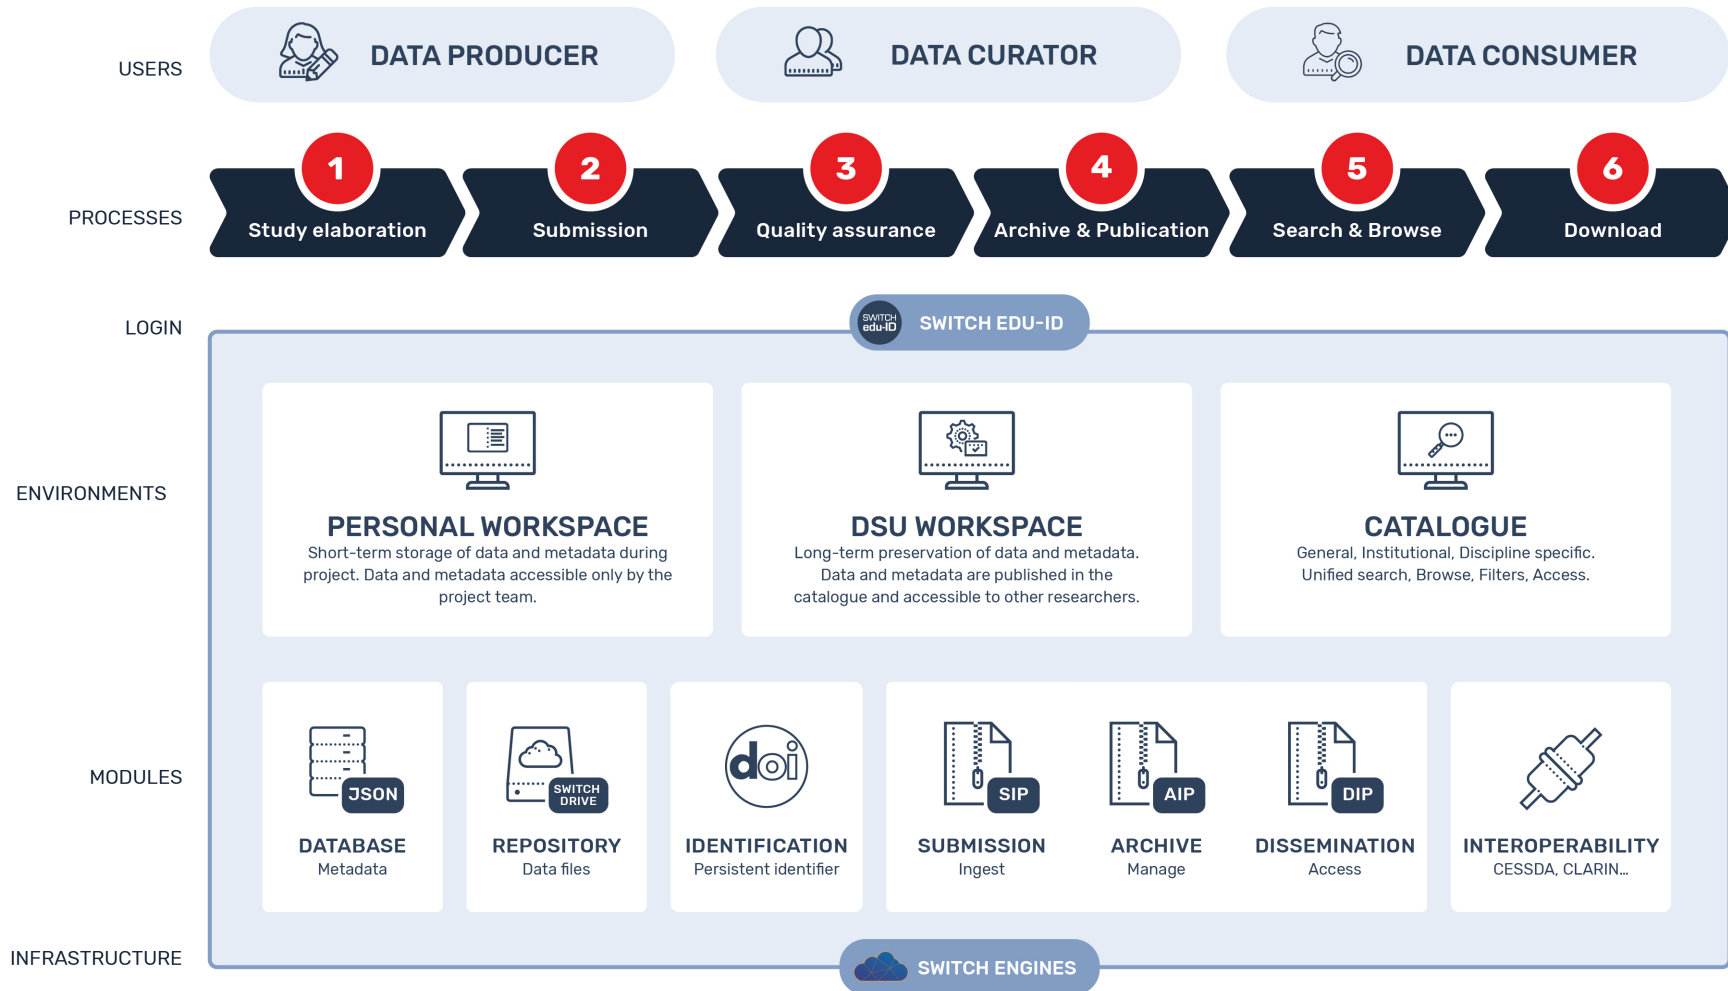 USERS
DATA PRODUCER
DATA CURATOR
DATA CONSUMER
PROCESSES
1
Study elaboration
2
Submission
3
Quality assurance
4
Archive & Publication
5
Search & Browse
6
Download
LOGIN
SWITCH
edu-ID
SWITCH EDU-ID
ENVIRONMENTS
PERSONAL WORKSPACE
Short-term storage of data and metadata during
project. Data and metadata accessible only by the
project team.
DSU WORKSPACE
Long-term preservation of data and metadata.
Data and metadata are published in the
catalogue and accessible to other researchers.
CATALOGUE
General, Institutional, Discipline specific.
Unified search, Browse, Filters, Access.
MODULES
JSON
DATABASE
Metadata
SWITCH
DRIVE
REPOSITORY
Data files
doi
IDENTIFICATION
Persistent identifier
SIP
SUBMISSION
Ingest
AIP
ARCHIVE
Manage
DIP
DISSEMINATION
Access
INTEROPERABILITY
CESSDA, CLARIN...
INFRASTRUCTURE
SWITCH ENGINES